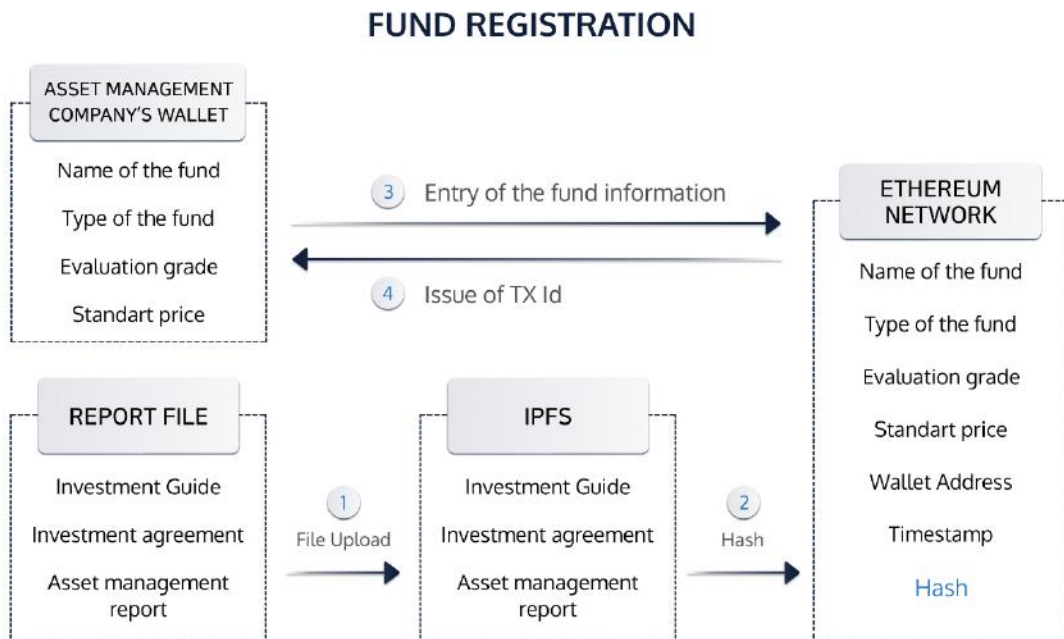 FUND REGISTRATION
ASSET MANAGEMENT
COMPANY'S WALLET
Name of the fund
Type of the fund
Evaluation grade
Standart price
3 Entry of the fund information
4 Issue of TX Id
ETHEREUM
NETWORK
Name of the fund
Type of the fund
Evaluation grade
Standart price
Wallet Address
Timestamp
Hash
REPORT FILE
Investment Guide
Investment agreement
Asset management
report
1
File Upload
IPFS
Investment Guide
Investment agreement
Asset management
report
2
Hash